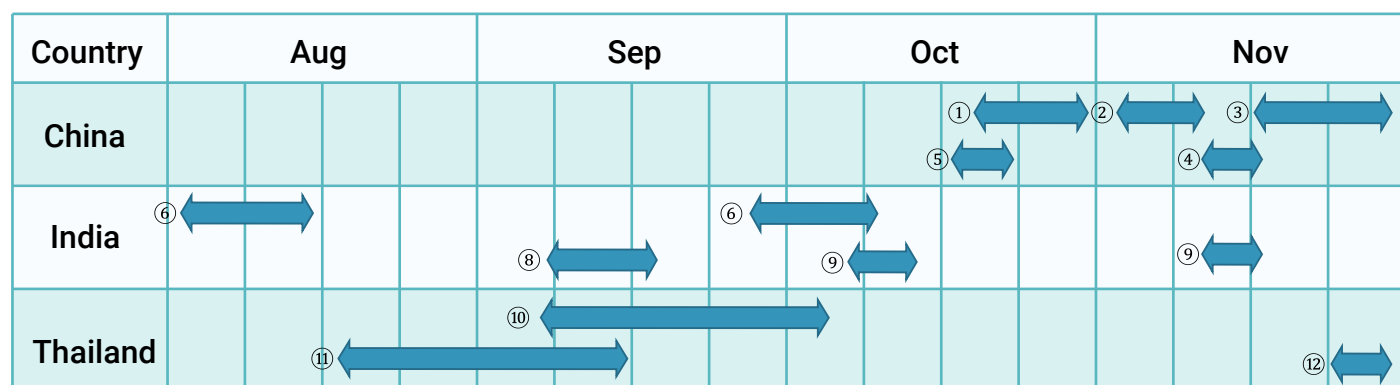 Country Aug Sep Oct Nov
① ② ③
China
⑤ ④
⑥ ⑥
India
⑧ ⑨ ⑨
⑩
Thailand ⑪ ⑫